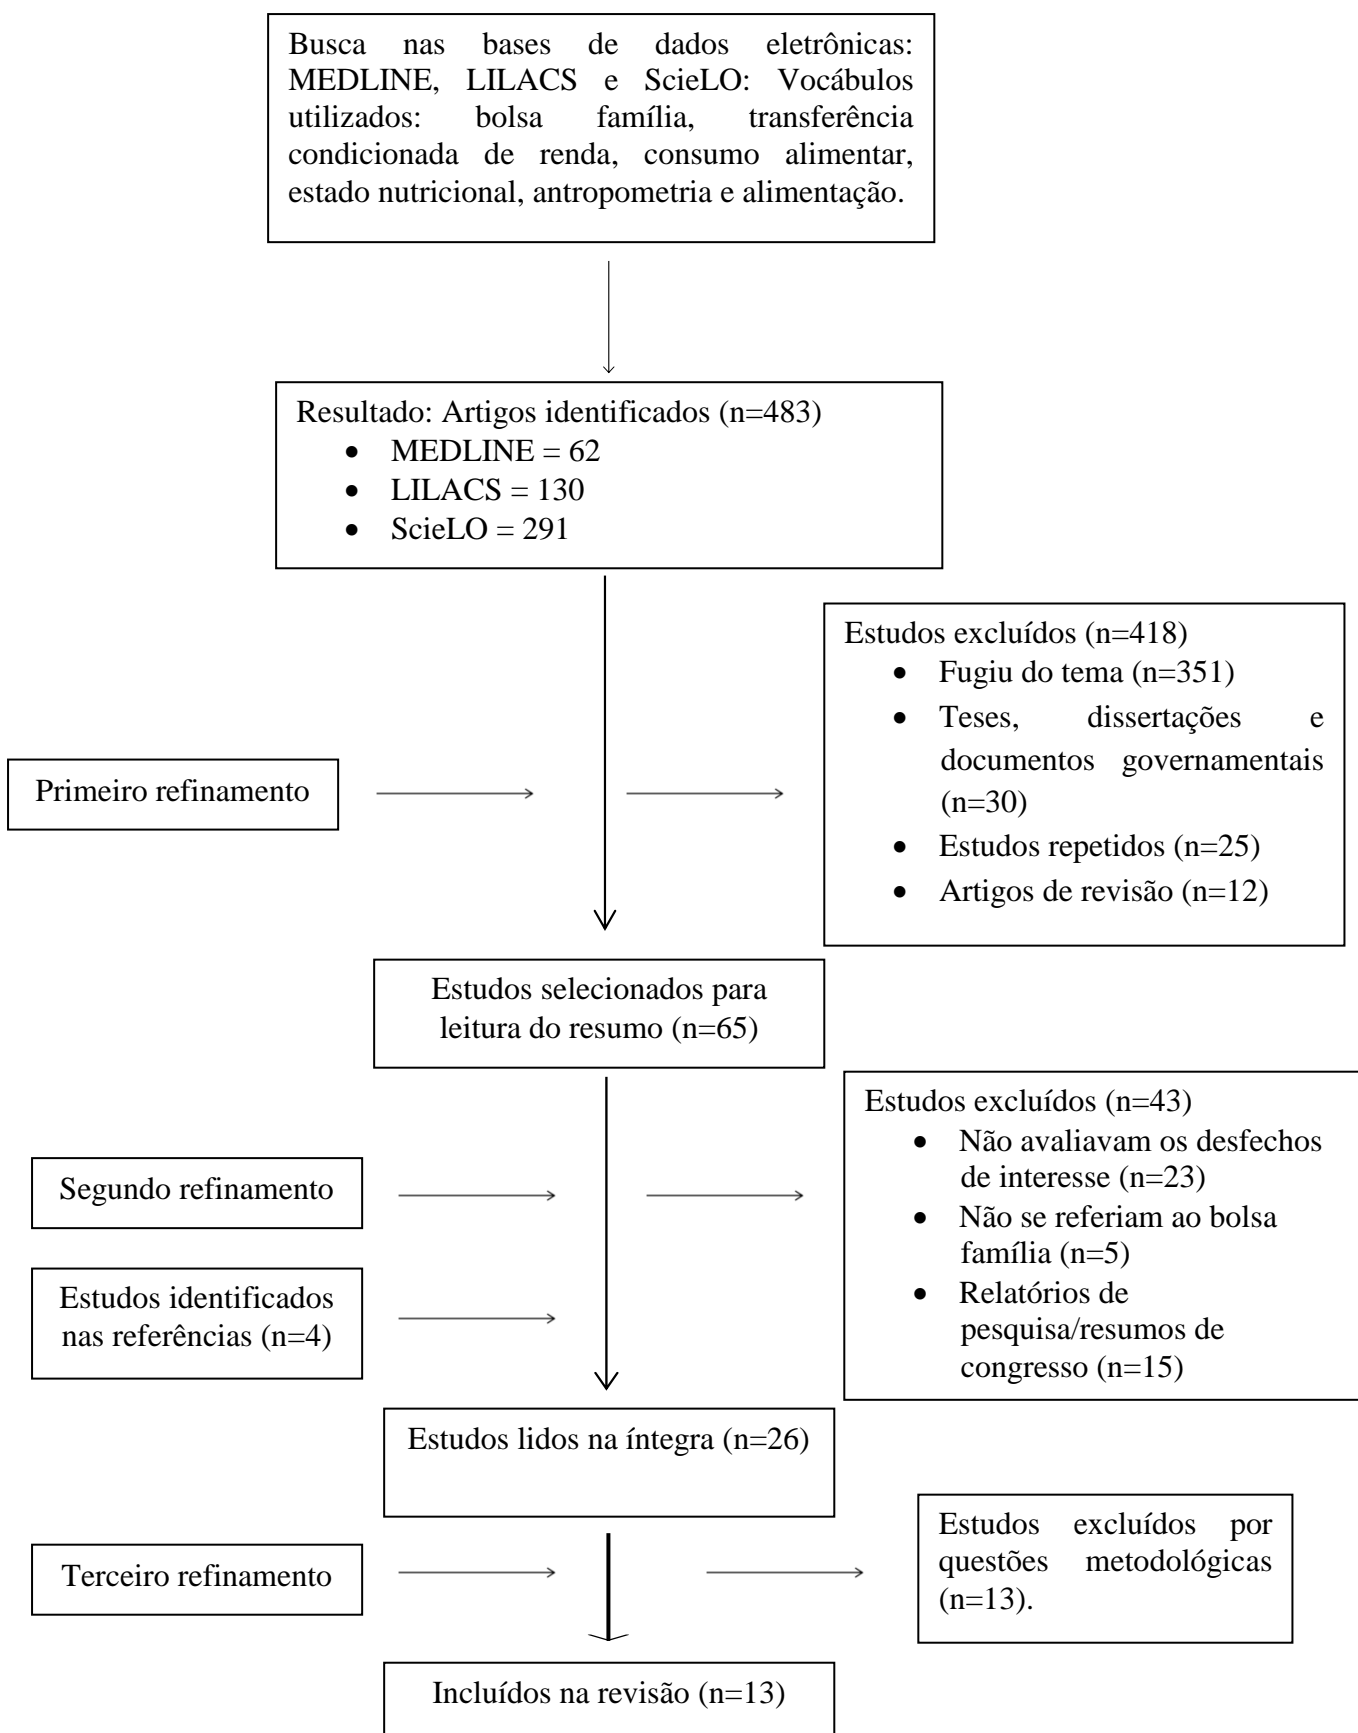 Busca nas bases de dados eletrônicas:
MEDLINE, LILACS e ScieLO: Vocábulos
utilizados: bolsa família, transferência
condicionada de renda, consumo alimentar,
estado nutricional, antropometria e alimentação.
Resultado: Artigos identificados (n=483)
• MEDLINE = 62
• LILACS = 130
• ScieLO = 291
Primeiro refinamento
Estudos excluídos (n=418)
• Fugiu do tema (n=351)
• Teses, dissertações e
documentos governamentais
(n=30)
• Estudos repetidos (n=25)
• Artigos de revisão (n=12)
Estudos selecionados para
leitura do resumo (n=65)
Segundo refinamento
Estudos excluídos (n=43)
• Não avaliavam os desfechos
de interesse (n=23)
• Não se referiam ao bolsa
família (n=5)
• Relatórios de
pesquisa/resumos de
congresso (n=15)
Estudos identificados
nas referências (n=4)
Estudos lidos na íntegra (n=26)
Terceiro refinamento
Estudos excluídos por
questões metodológicas
(n=13).
Incluídos na revisão (n=13)